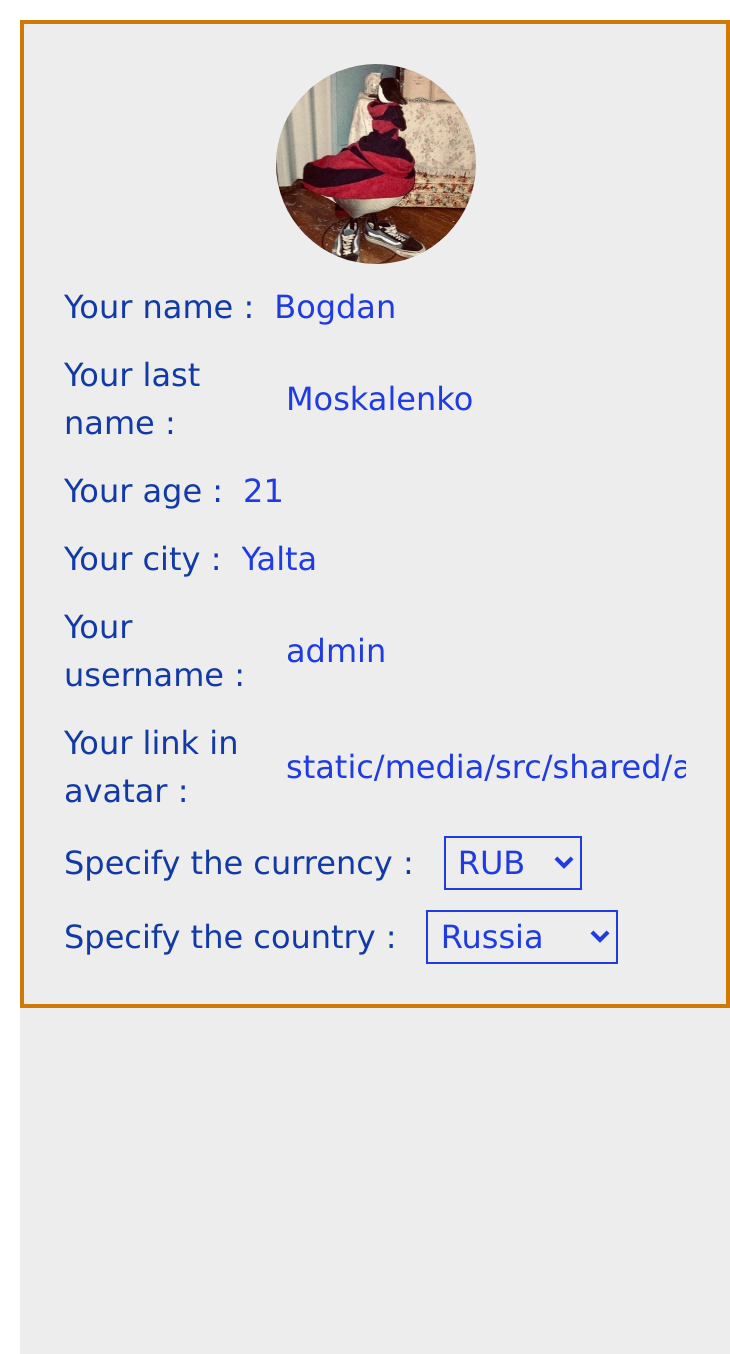 Your name : Bogdan
Your last
name : Moskalenko
Your age : 21
Your city : Yalta
Your
username : admin
Your link in
avatar : static/media/src/shared/a
Specify the currency : RUB
Specify the country : Russia